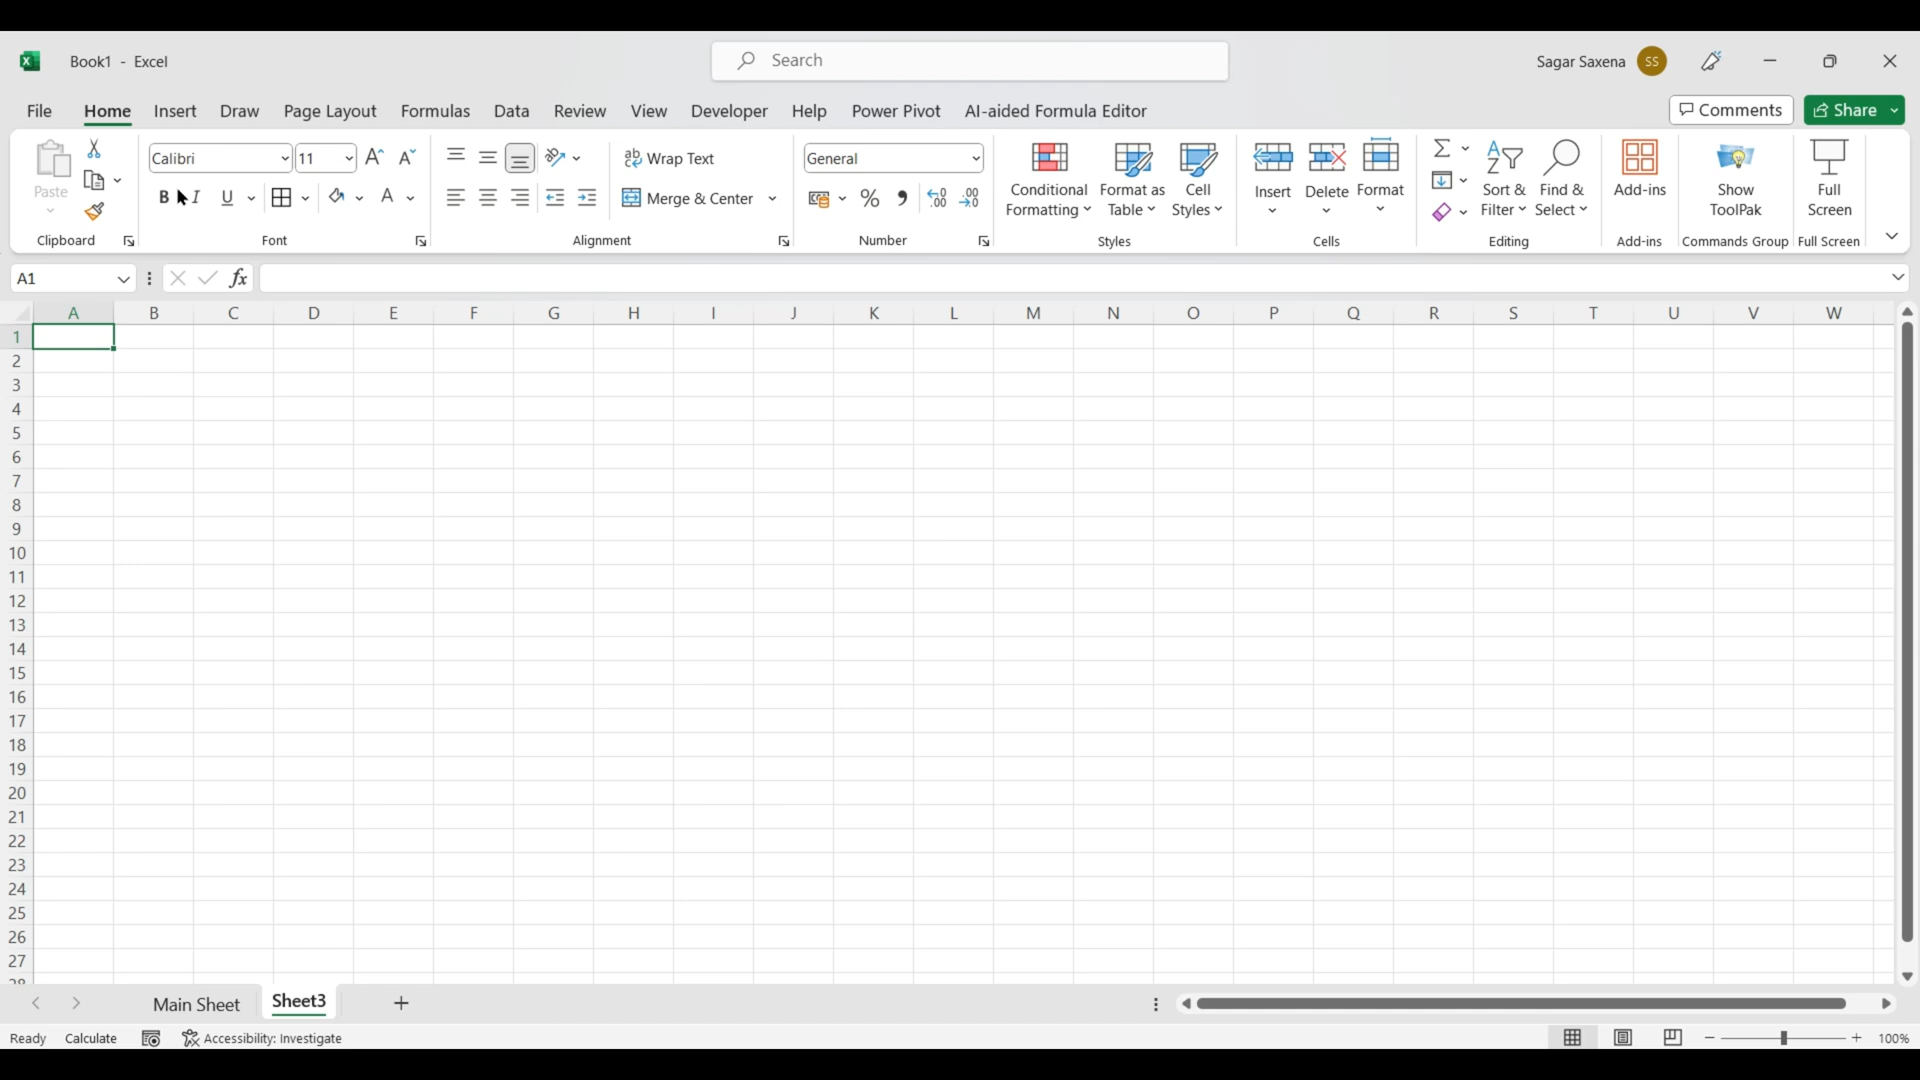 Book1 - Excel
Search
Sagar Saxena SS
File Home Insert Draw Page Layout Formulas Data Review View Developer Help Power Pivot AI-aided Formula Editor
Comments Share
Paste
Clipboard
Calibri 11
B I U A
Font
Wrap Text
Merge & Center
Alignment
General
% 
Number
Conditional
Formatting
Format as
Table
Cell
Styles
Styles
Insert
Delete
Format
Cells
Sort &
Filter
Find &
Select
Editing
Add-ins
Add-ins
Show
ToolPak
Commands Group
Full
Screen
Full Screen
A1 fx
A B C D E F G H I J K L M N O P Q R S T U V W
1
2
3
4
5
6
7
8
9
10
11
12
13
14
15
16
17
18
19
20
21
22
23
24
25
26
27
28
Main Sheet Sheet3
Ready Calculate Accessibility: Investigate 100%